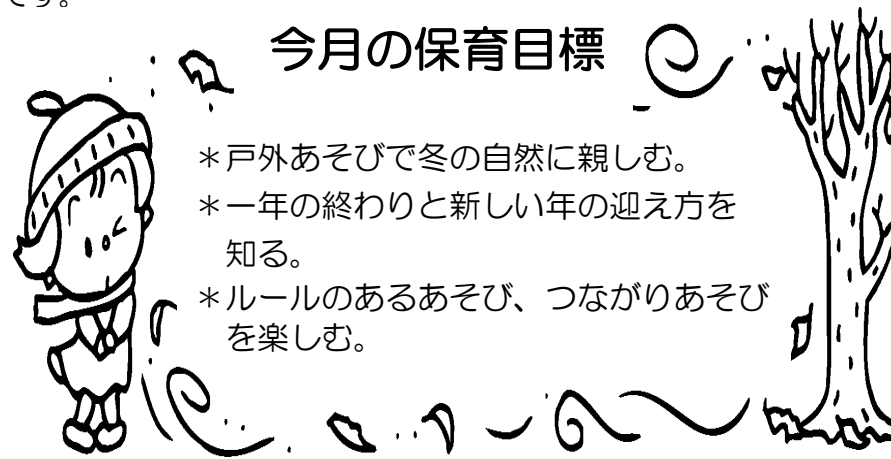 です。
今月の保育目標
＊戸外あそびで冬の自然に親しむ。
＊一年の終わりと新しい年の迎え方を
知る。
＊ルールのあるあそび、つながりあそび
を楽しむ。